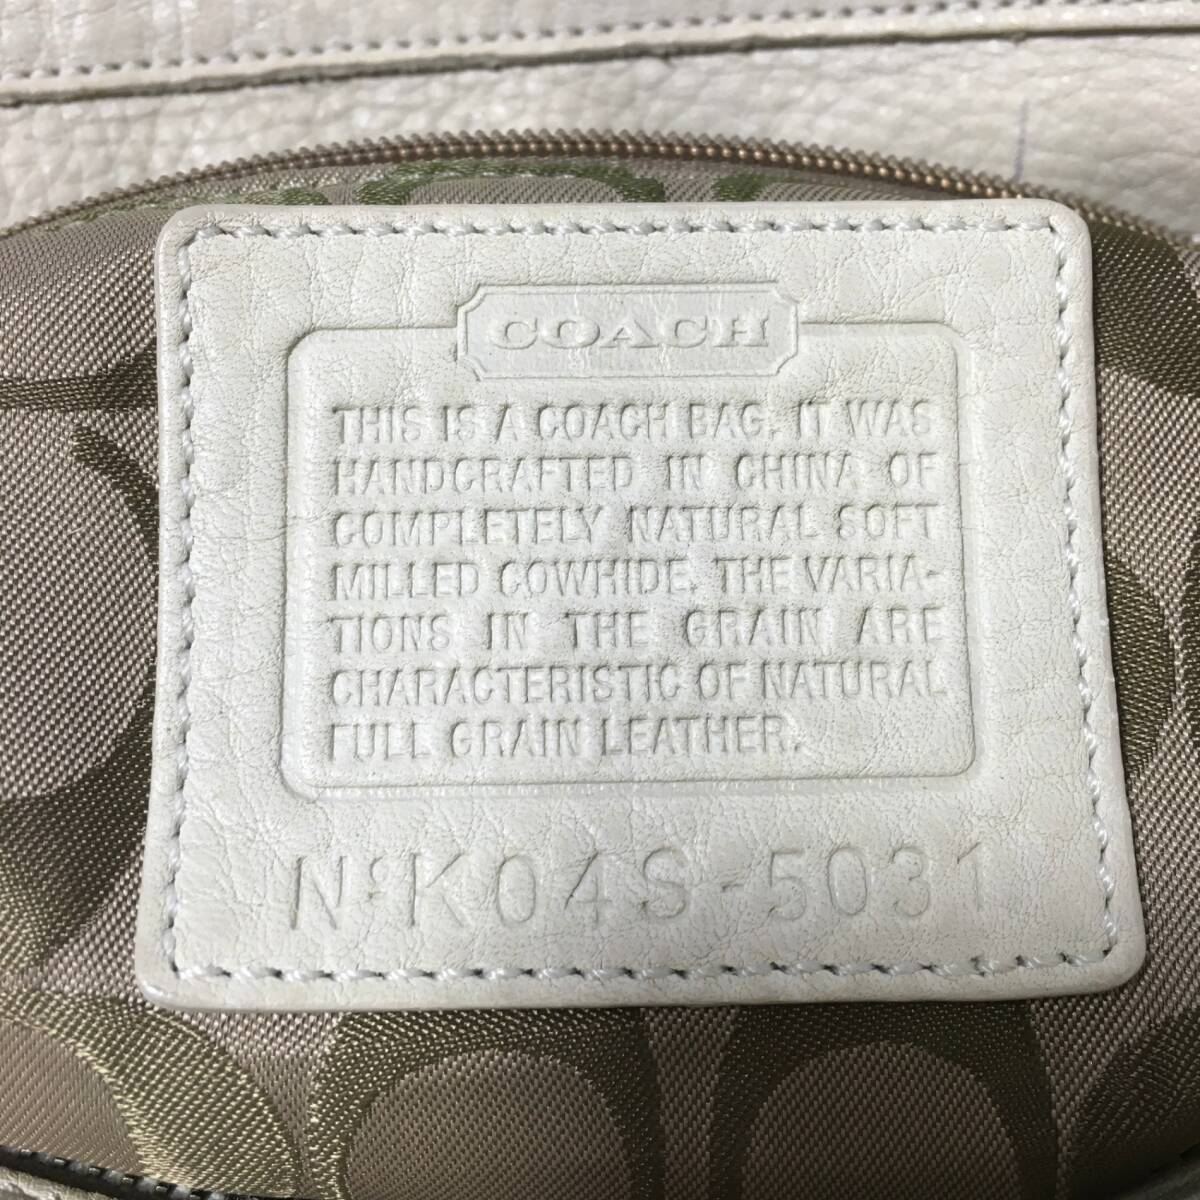 COACH
THIS IS A COACH BAG. IT WAS
HANDCRAFTED IN CHINA OF
COMPLETELY NATURAL SOFT
MILLED COWHIDE. THE VARIA-
TIONS IN THE GRAIN ARE
CHARACTERISTIC OF NATURAL
FULL GRAIN LEATHER.
Nº K04S-5031